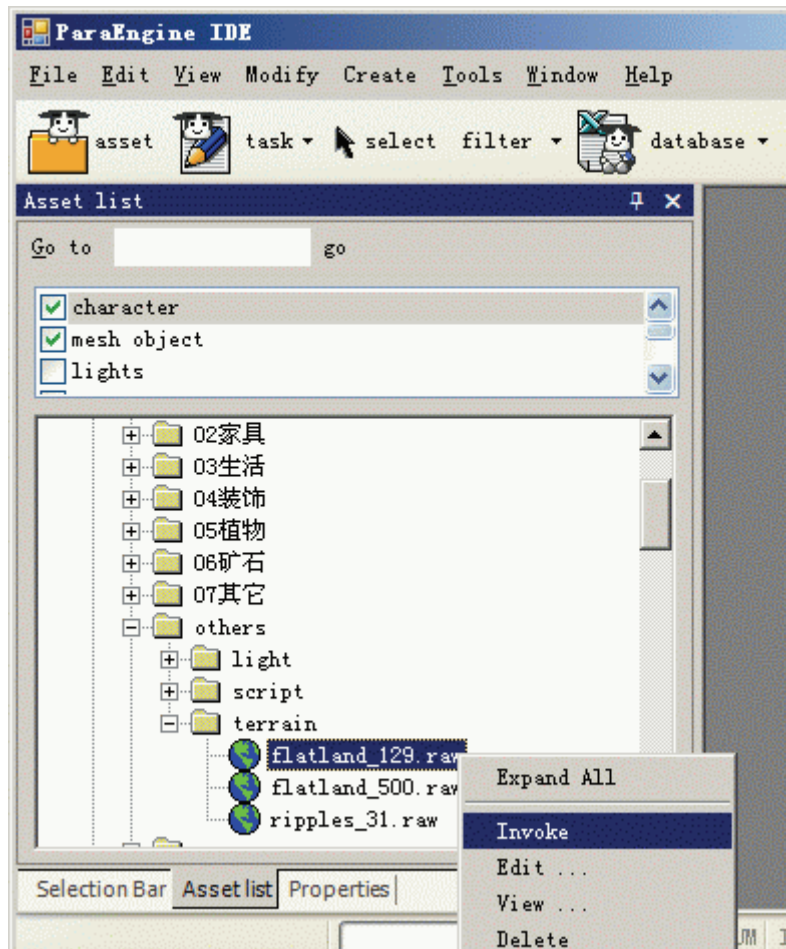 ParaEngine IDE
File Edit View Modify Create Tools Window Help
asset task select filter database
Asset list
Go to go
character
mesh object
lights
02家具
03生活
04装饰
05植物
06矿石
07其它
others
light
script
terrain
flatland_129.raw
flatland_500.raw
ripples_31.raw
Expand All
Invoke
Edit ...
View ...
Delete
Selection Bar Asset list Properties